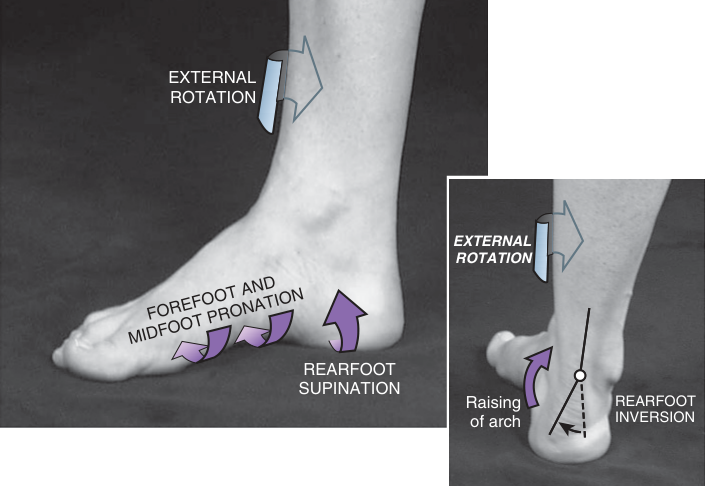 EXTERNAL
ROTATION
FOREFOOT AND
MIDFOOT PRONATION
REARFOOT
SUPINATION
EXTERNAL
ROTATION
Raising
of arch
REARFOOT
INVERSION